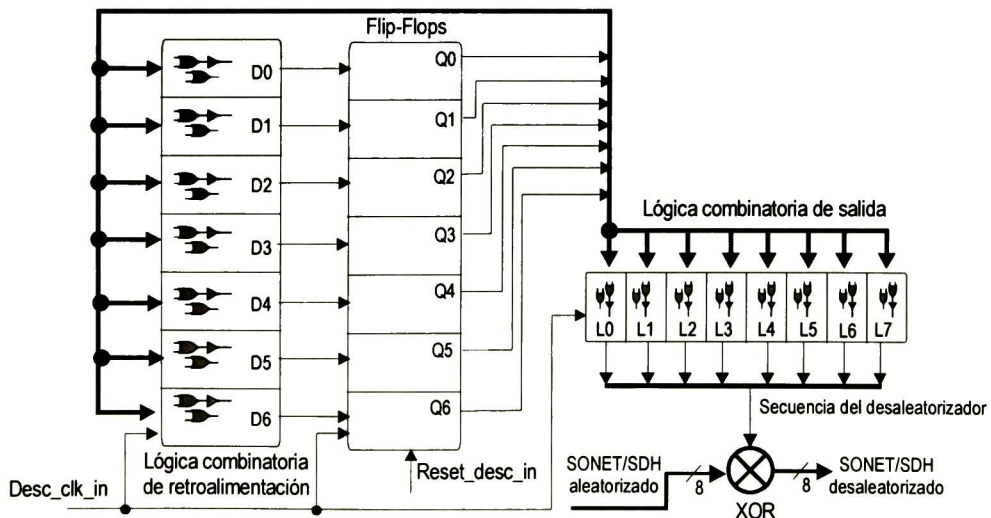 Flip-Flops
D0
D1
D2
D3
D4
D5
D6
Q0
Q1
Q2
Q3
Q4
Q5
Q6
Lógica combinatoria de salida
L0 L1 L2 L3 L4 L5 L6 L7
Secuencia del desaleatorizador
Lógica combinatoria
de retroalimentación
Reset_desc_in
Desc_clk_in
SONET/SDH
aleatorizado
8
XOR
8
SONET/SDH
desaleatorizado